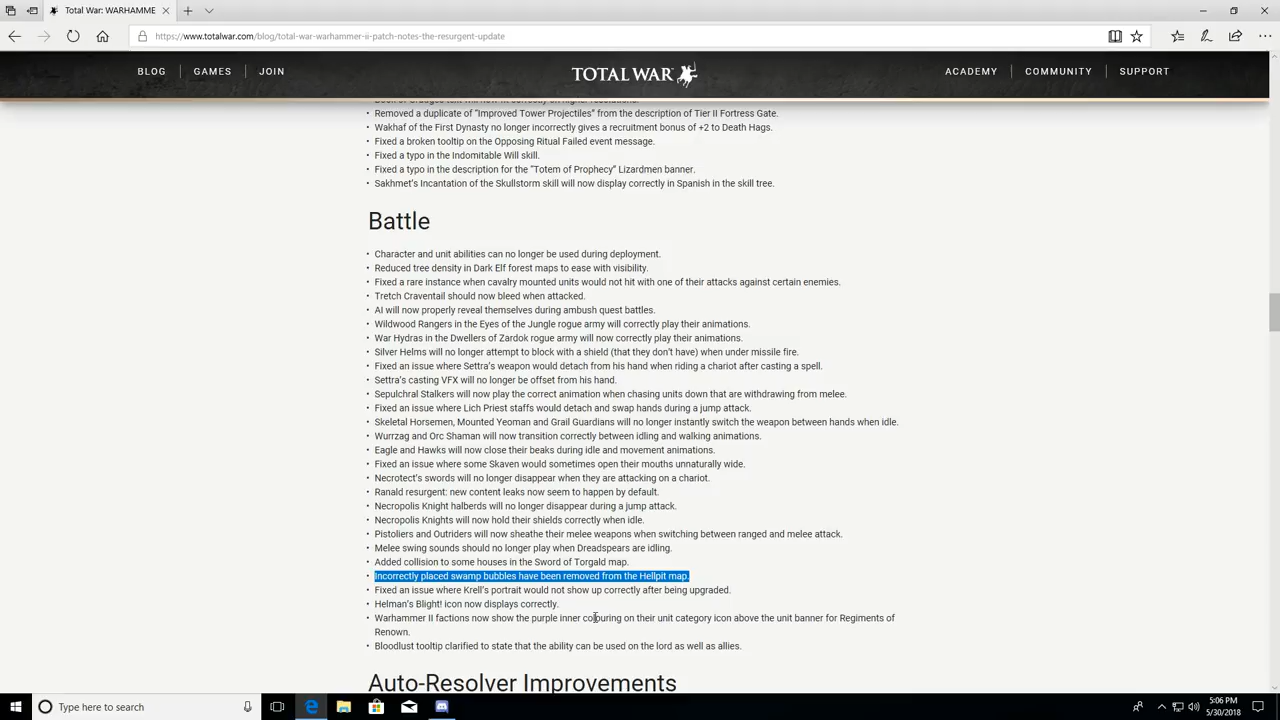 Total War: WARHAMME
https://www.totalwar.com/blog/total-war-warhammer-ii-patch-notes-the-resurgent-update
BLOG
GAMES
JOIN
TOTAL WAR
ACADEMY
COMMUNITY
SUPPORT
• Removed a duplicate of “Improved Tower Projectiles” from the description of Tier II Fortress Gate.
• Wakhaf of the First Dynasty no longer incorrectly gives a recruitment bonus of +2 to Death Hags.
• Fixed a broken tooltip on the Opposing Ritual Failed event message.
• Fixed a typo in the Indomitable Will skill.
• Fixed a typo in the description for the “Totem of Prophecy” Lizardmen banner.
• Sakhmet’s Incantation of the Skullstorm skill will now display correctly in Spanish in the skill tree.
Battle
• Character and unit abilities can no longer be used during deployment.
• Reduced tree density in Dark Elf forest maps to ease with visibility.
• Fixed a rare instance when cavalry mounted units would not hit with one of their attacks against certain enemies.
• Tretch Craventail should now bleed when attacked.
• AI will now properly reveal themselves during ambush quest battles.
• Wildwood Rangers in the Eyes of the Jungle rogue army will correctly play their animations.
• War Hydras in the Dwellers of Zardok rogue army will now correctly play their animations.
• Silver Helms will no longer attempt to block with a shield (that they don’t have) when under missile fire.
• Fixed an issue where Settra’s weapon would detach from his hand when riding a chariot after casting a spell.
• Settra’s casting VFX will no longer be offset from his hand.
• Sepulchral Stalkers will now play the correct animation when chasing units down that are withdrawing from melee.
• Fixed an issue where Lich Priest staffs would detach and swap hands during a jump attack.
• Skeletal Horsemen, Mounted Yeoman and Grail Guardians will no longer instantly switch the weapon between hands when idle.
• Wurrzag and Orc Shaman will now transition correctly between idling and walking animations.
• Eagle and Hawks will now close their beaks during idle and movement animations.
• Fixed an issue where some Skaven would sometimes open their mouths unnaturally wide.
• Necrotect’s swords will no longer disappear when they are attacking on a chariot.
• Ranald resurgent: new content leaks now seem to happen by default.
• Necropolis Knight halberds will no longer disappear during a jump attack.
• Necropolis Knights will now hold their shields correctly when idle.
• Pistoliers and Outriders will now sheathe their melee weapons when switching between ranged and melee attack.
• Melee swing sounds should no longer play when Dreadspears are idling.
• Added collision to some houses in the Sword of Torgald map.
• Incorrectly placed swamp bubbles have been removed from the Hellpit map.
• Fixed an issue where Krell’s portrait would not show up correctly after being upgraded.
• Helman’s Blight! icon now displays correctly.
• Warhammer II factions now show the purple inner colouring on their unit category icon above the unit banner for Regiments of
Renown.
• Bloodlust tooltip clarified to state that the ability can be used on the lord as well as allies.
Auto-Resolver Improvements
Type here to search
5:06 PM
5/30/2018